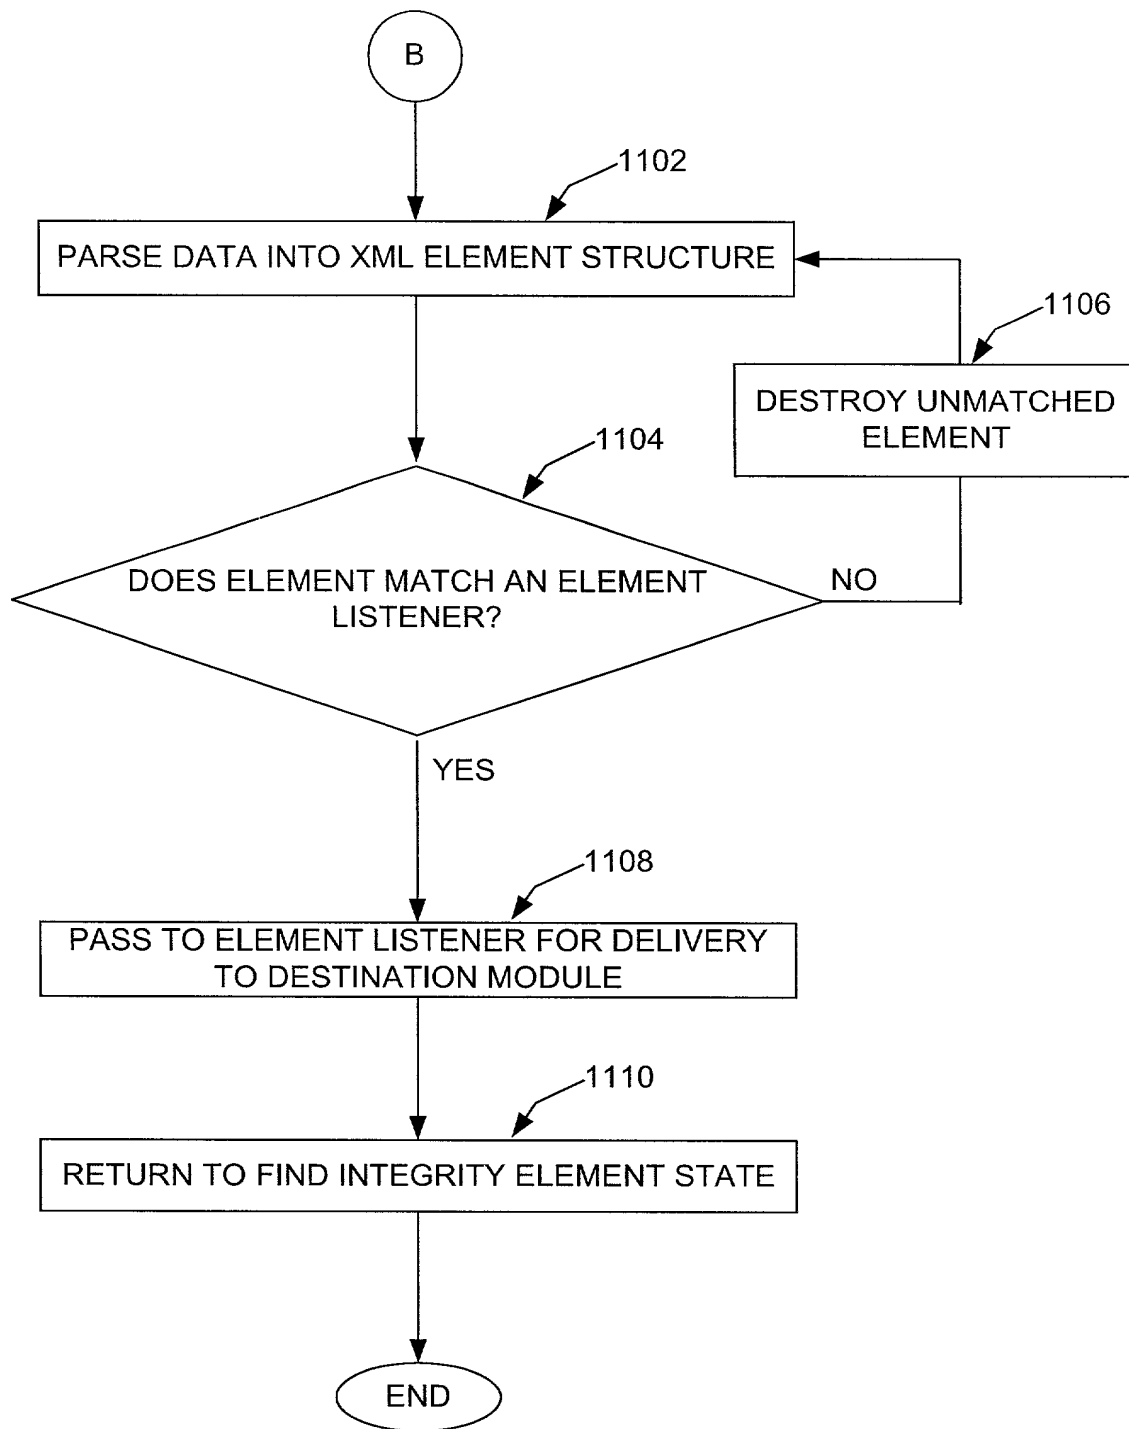 B
1102
PARSE DATA INTO XML ELEMENT STRUCTURE
1106
DESTROY UNMATCHED
ELEMENT
1104
DOES ELEMENT MATCH AN ELEMENT
LISTENER?
NO
YES
1108
PASS TO ELEMENT LISTENER FOR DELIVERY
TO DESTINATION MODULE
1110
RETURN TO FIND INTEGRITY ELEMENT STATE
END